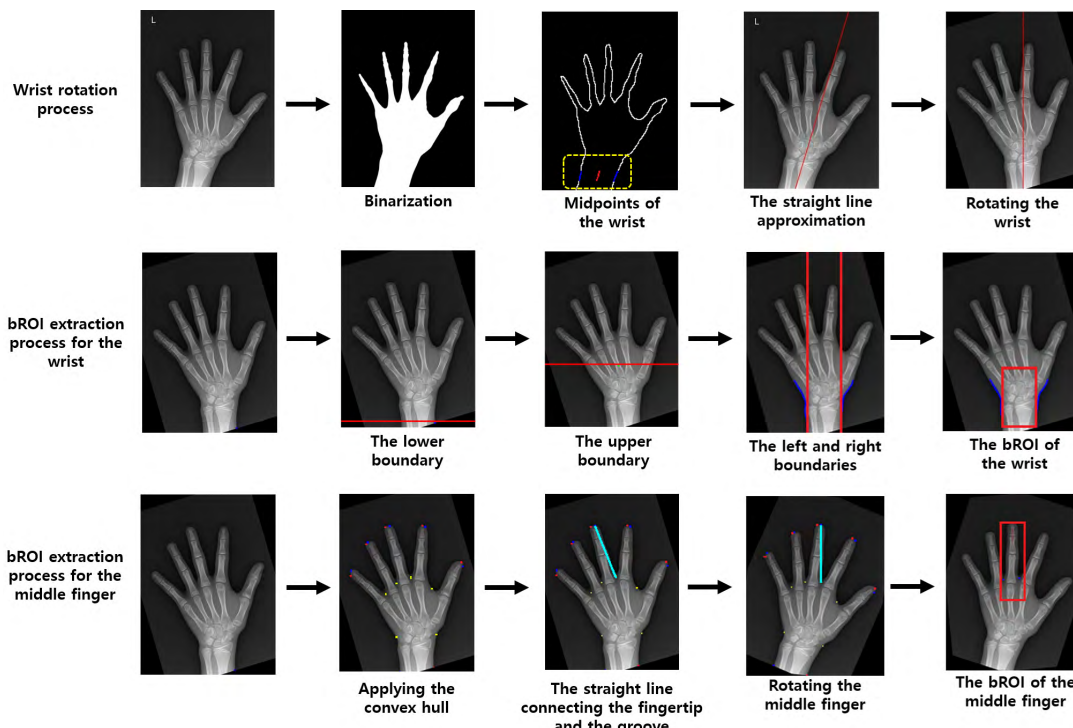 L
Wrist rotation
process
Binarization
Midpoints of
the wrist
The straight line
approximation
Rotating the
wrist
bROI extraction
process for the
wrist
The lower
boundary
The upper
boundary
The left and right
boundaries
The bROI of
the wrist
bROI extraction
process for the
middle finger
Applying the
convex hull
The straight line
connecting the fingertip
and the groove
Rotating the
middle finger
The bROI of the
middle finger